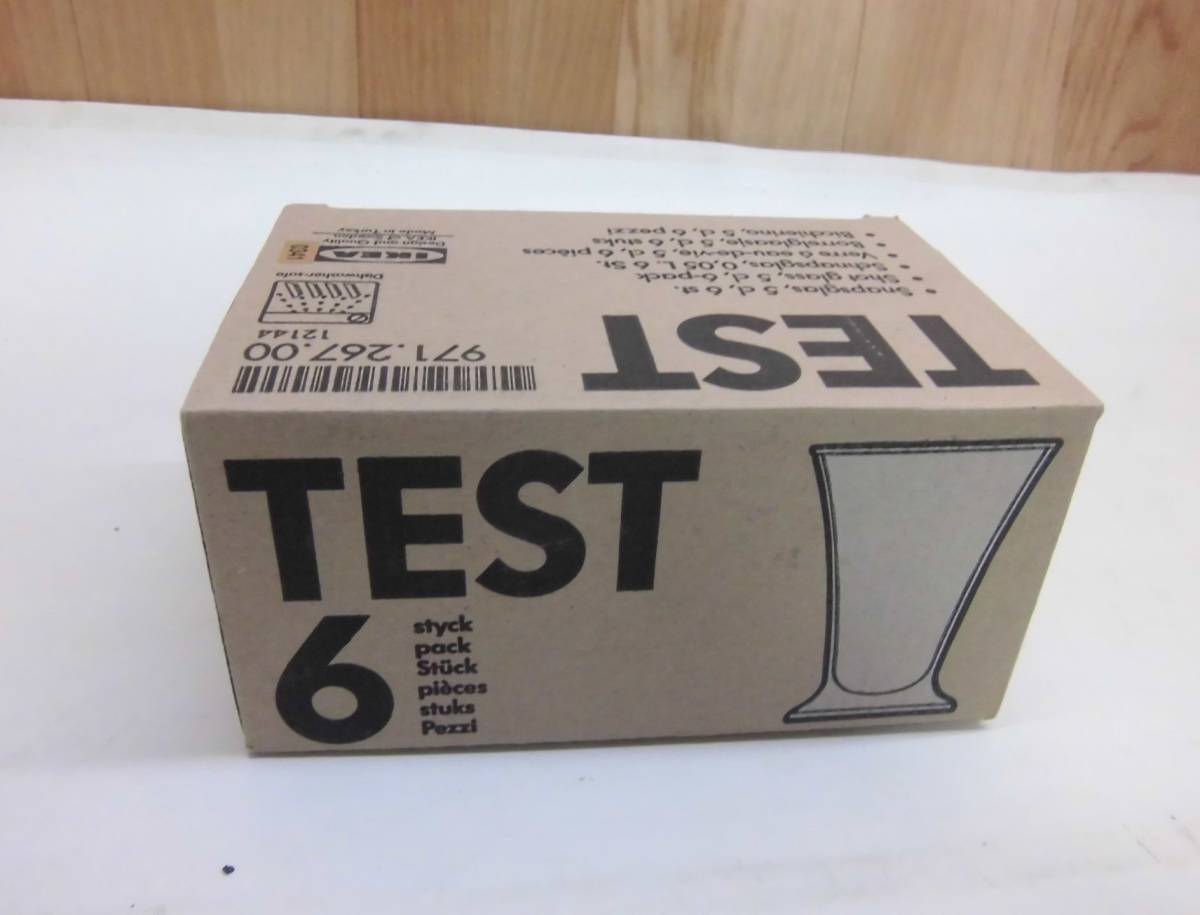 TEST
6
styck
pack
Stück
pièces
stuks
Pezzi
TEST
• Snapsglas, 5 cl, 6 st.
• Shot glass, 5 cl, 6-pack
• Schnapsglas, 0,05 L. 6 St.
• Verre à eau-de-vie, 5 cl, 6 pièces
• Borrelglaasje, 5 cl, 6 stuks
• Bicchierino, 5 cl, 6 pezzi
971.267.00
12144
Dishwasher-safe
IKEA
Design and Quality
IKEA of Sweden
Made in Turkey